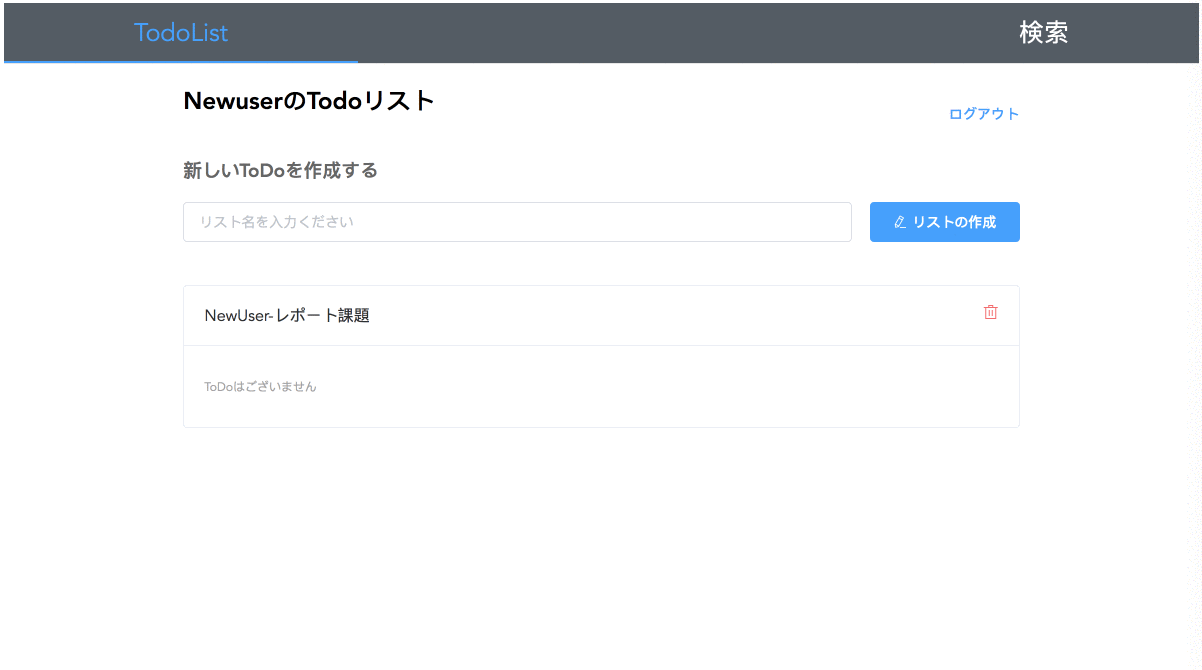 TodoList 検索
NewuserのTodoリスト
ログアウト
新しいToDoを作成する
リスト名を入力ください リストの作成
NewUser-レポート課題
ToDoはございません